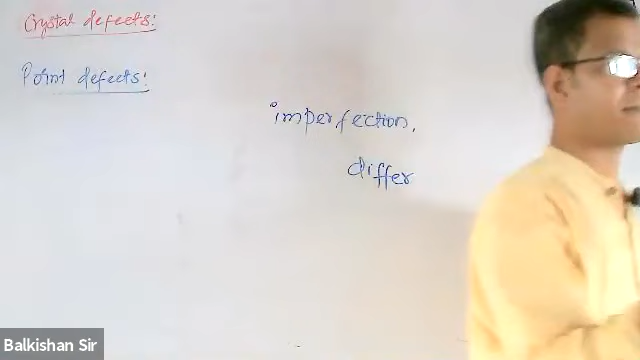 Crystal defects:
Point defects:
imperfection.
differ
Balkishan Sir